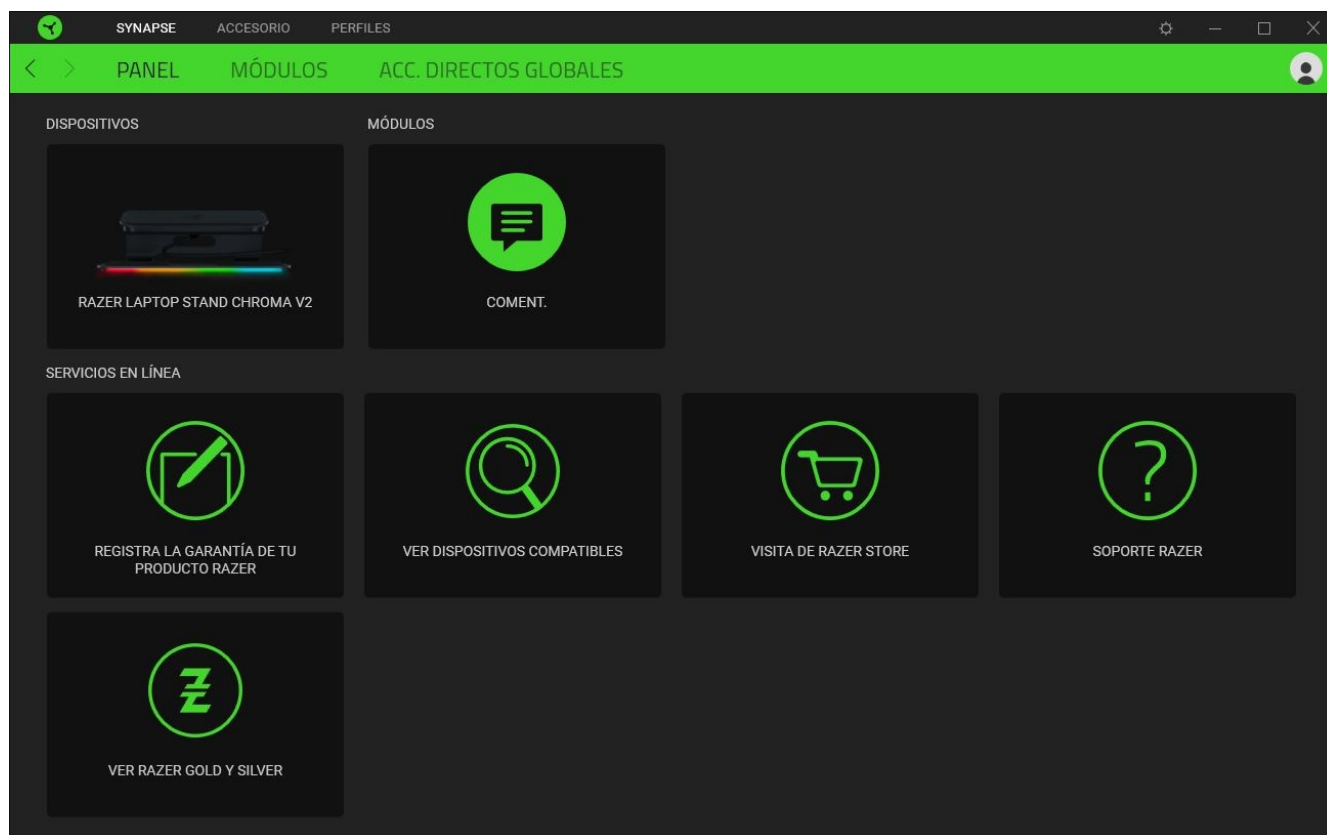 SYNAPSE ACCESORIO PERFILES
PANEL MÓDULOS ACC. DIRECTOS GLOBALES
DISPOSITIVOS MÓDULOS
RAZER LAPTOP STAND CHROMA V2
COMENT.
SERVICIOS EN LÍNEA
REGISTRA LA GARANTÍA DE TU
PRODUCTO RAZER
VER DISPOSITIVOS COMPATIBLES
VISITA DE RAZER STORE
SOPORTE RAZER
VER RAZER GOLD Y SILVER